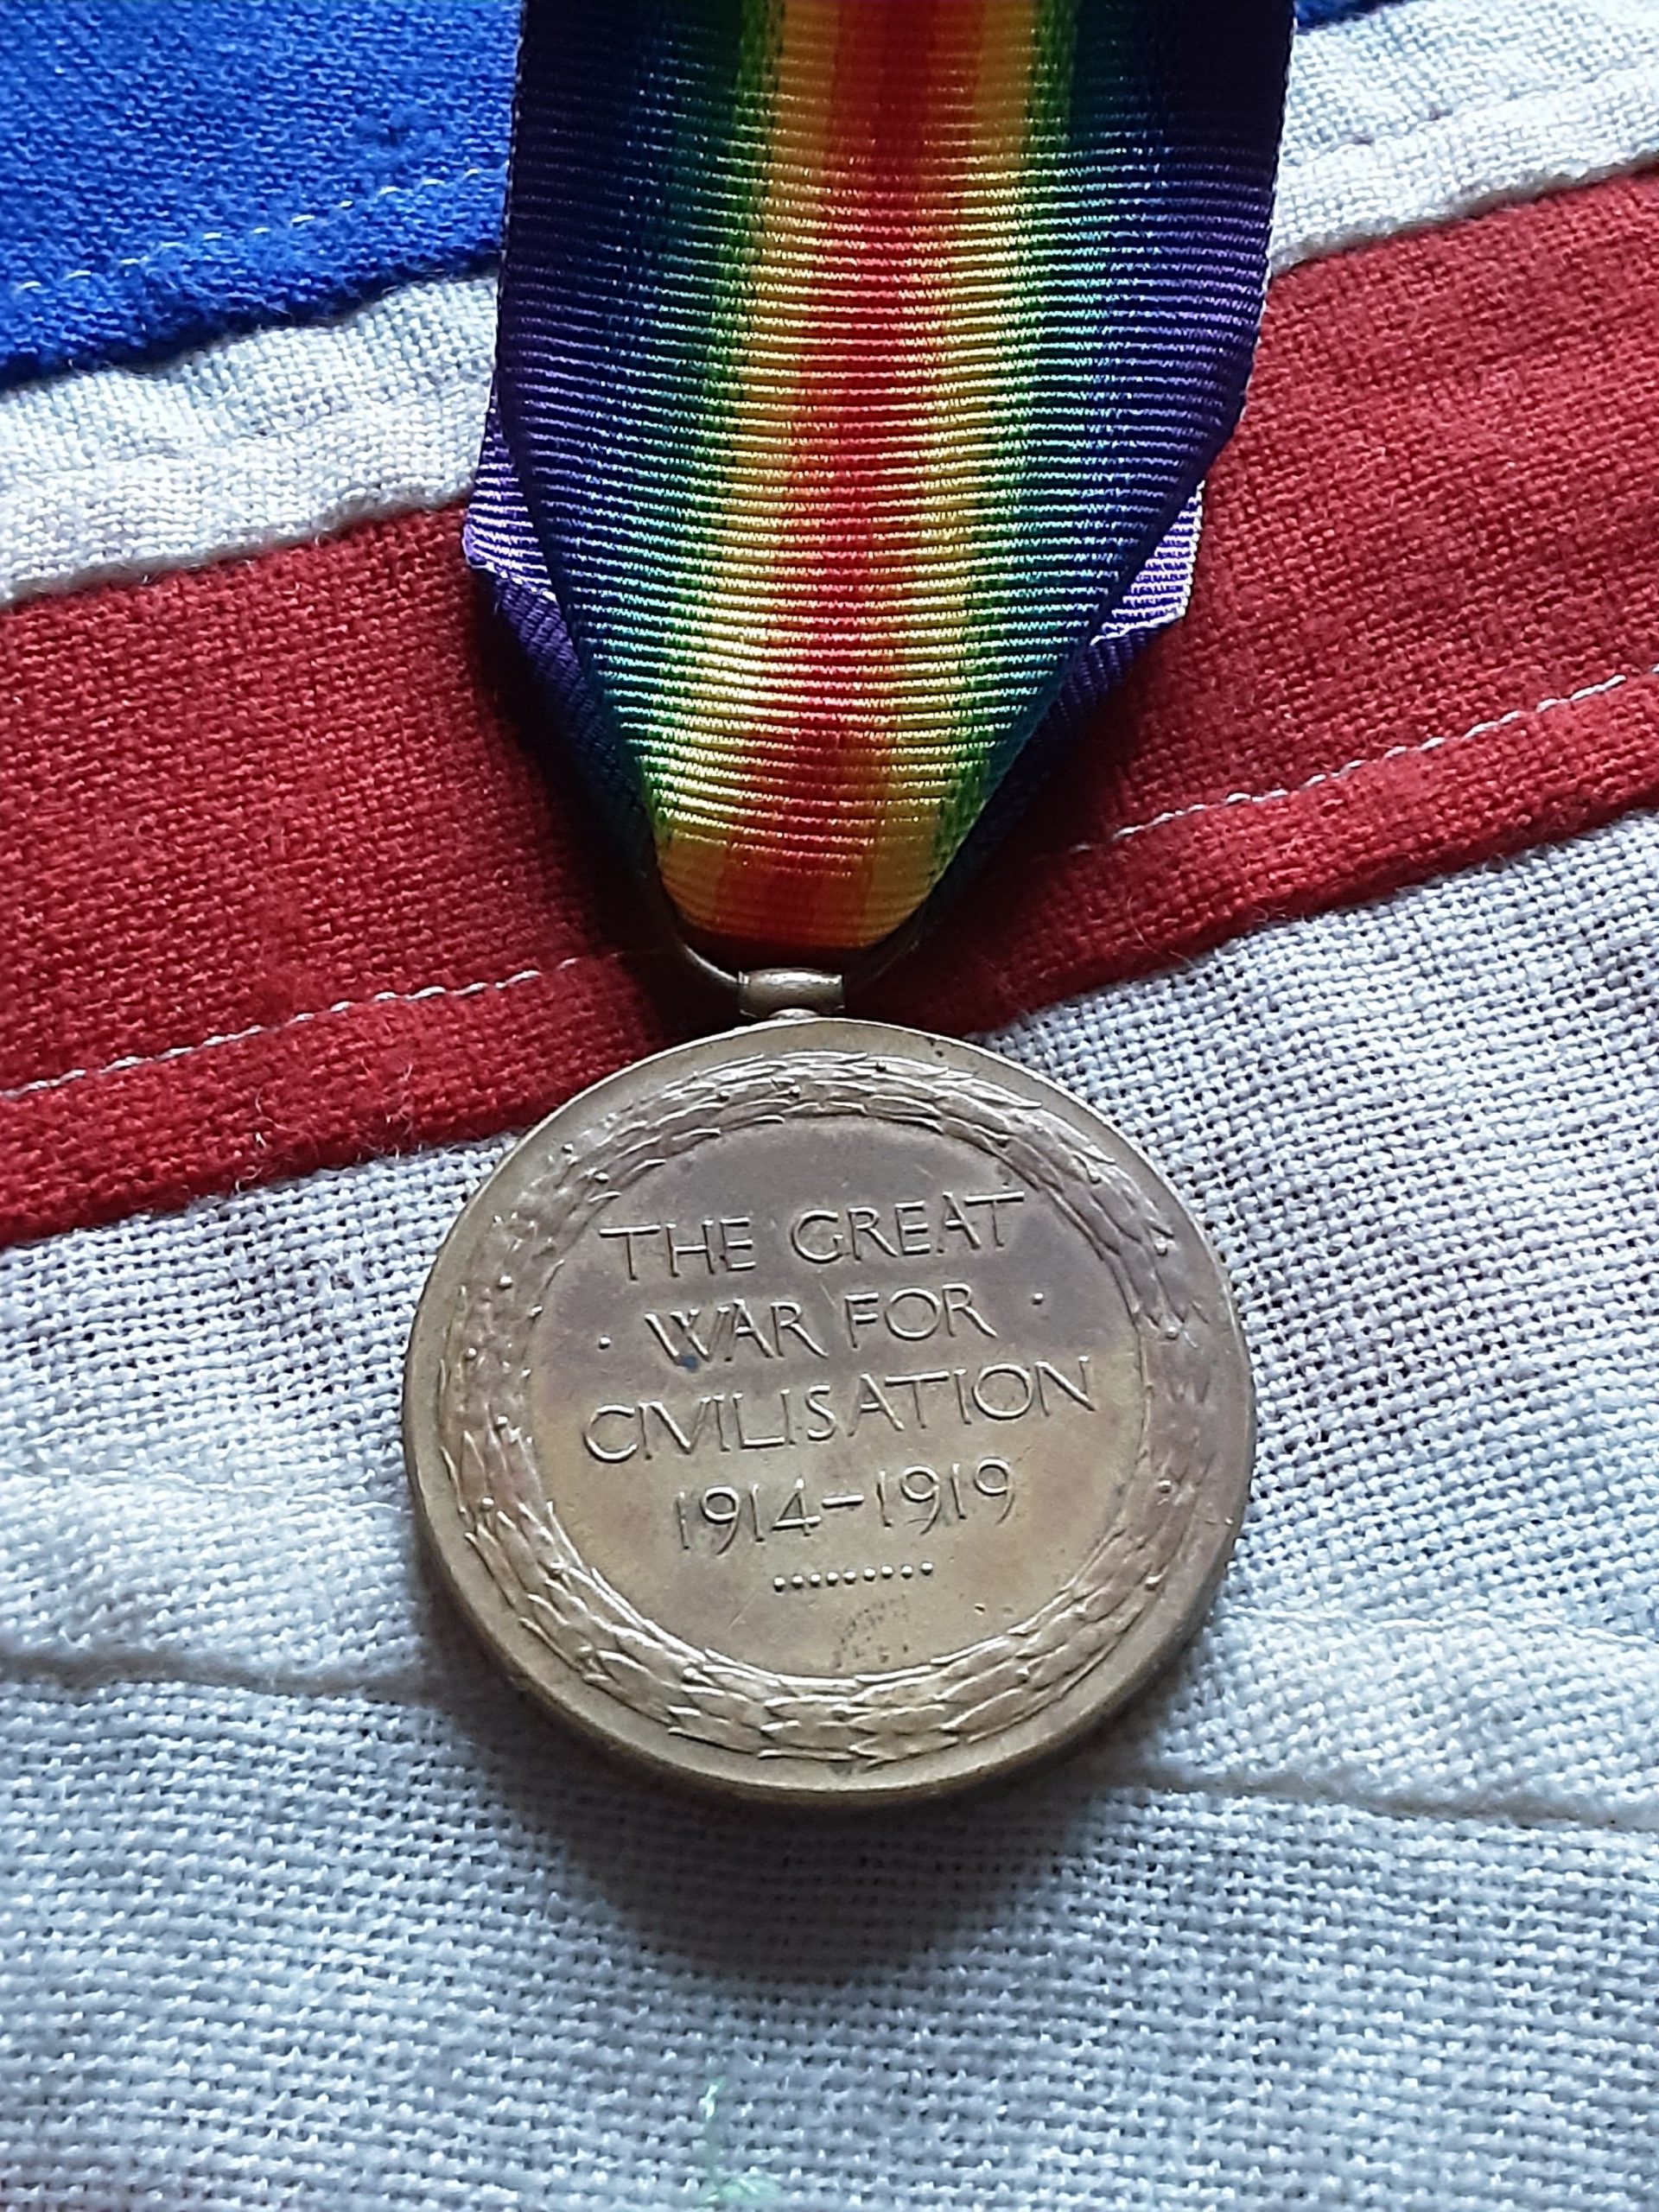 THE GREAT
· WAR FOR ·
CIVILISATION
1914–1919